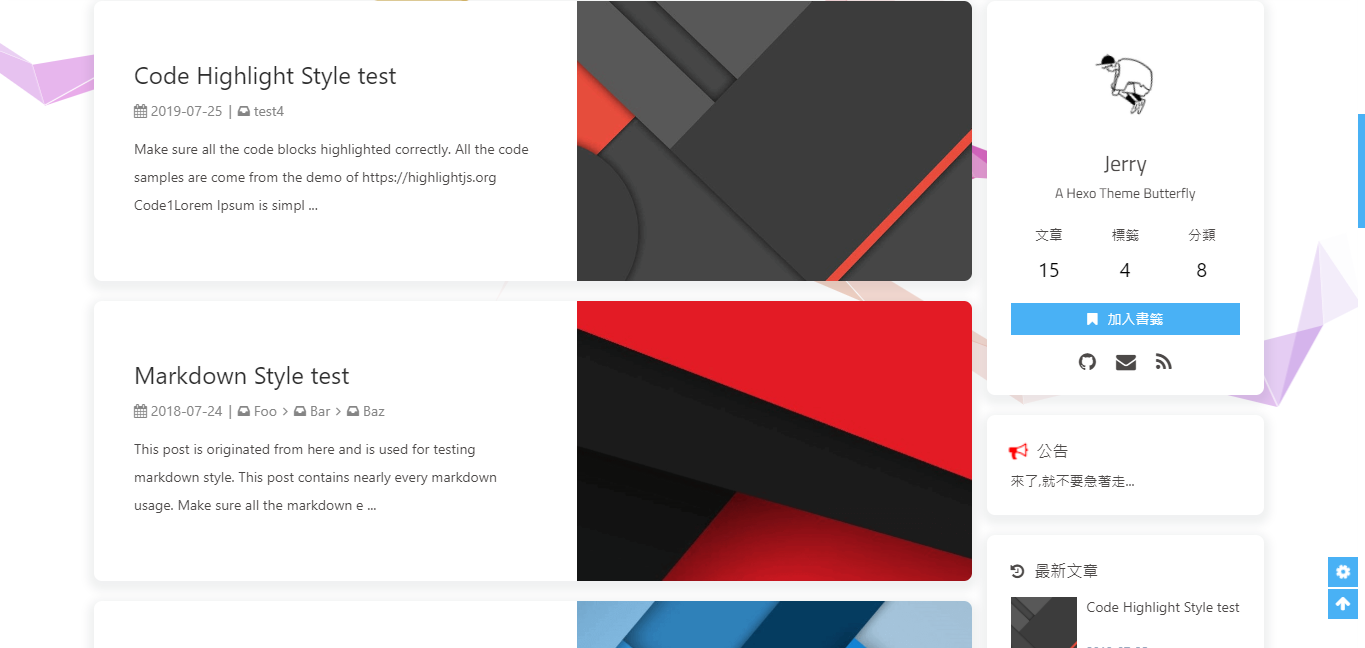 Code Highlight Style test
2019-07-25 | test4
Make sure all the code blocks highlighted correctly. All the code
samples are come from the demo of https://highlightjs.org
Code1Lorem Ipsum is simpl ...
Markdown Style test
2018-07-24 | Foo > Bar > Baz
This post is originated from here and is used for testing
markdown style. This post contains nearly every markdown
usage. Make sure all the markdown e ...
Jerry
A Hexo Theme Butterfly
文章 標籤 分類
15 4 8
加入書籤
公告
來了,就不要急著走...
最新文章
Code Highlight Style test